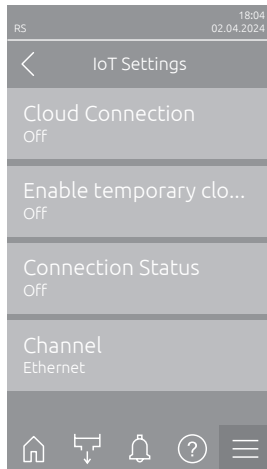 18:04
RS 02.04.2024
IoT Settings
Cloud Connection
Off
Enable temporary clo...
Off
Connection Status
Off
Channel
Ethernet
?